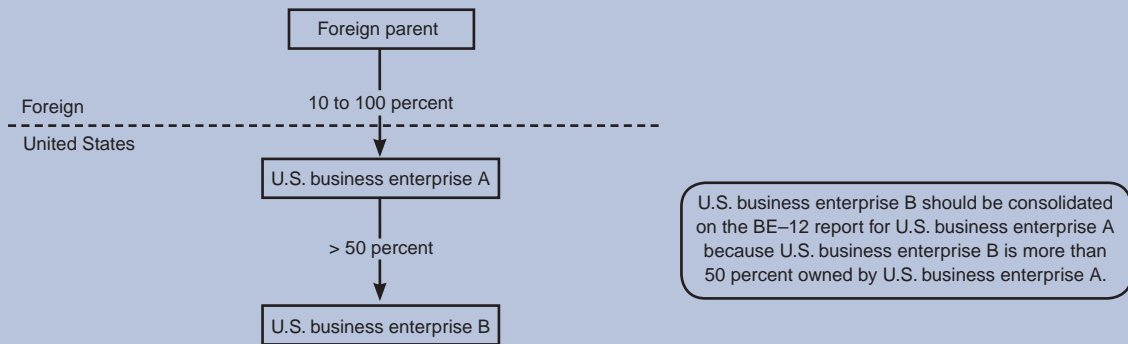 Foreign parent
10 to 100 percent
Foreign
United States
U.S. business enterprise A
> 50 percent
U.S. business enterprise B
U.S. business enterprise B should be consolidated
on the BE–12 report for U.S. business enterprise A
because U.S. business enterprise B is more than
50 percent owned by U.S. business enterprise A.